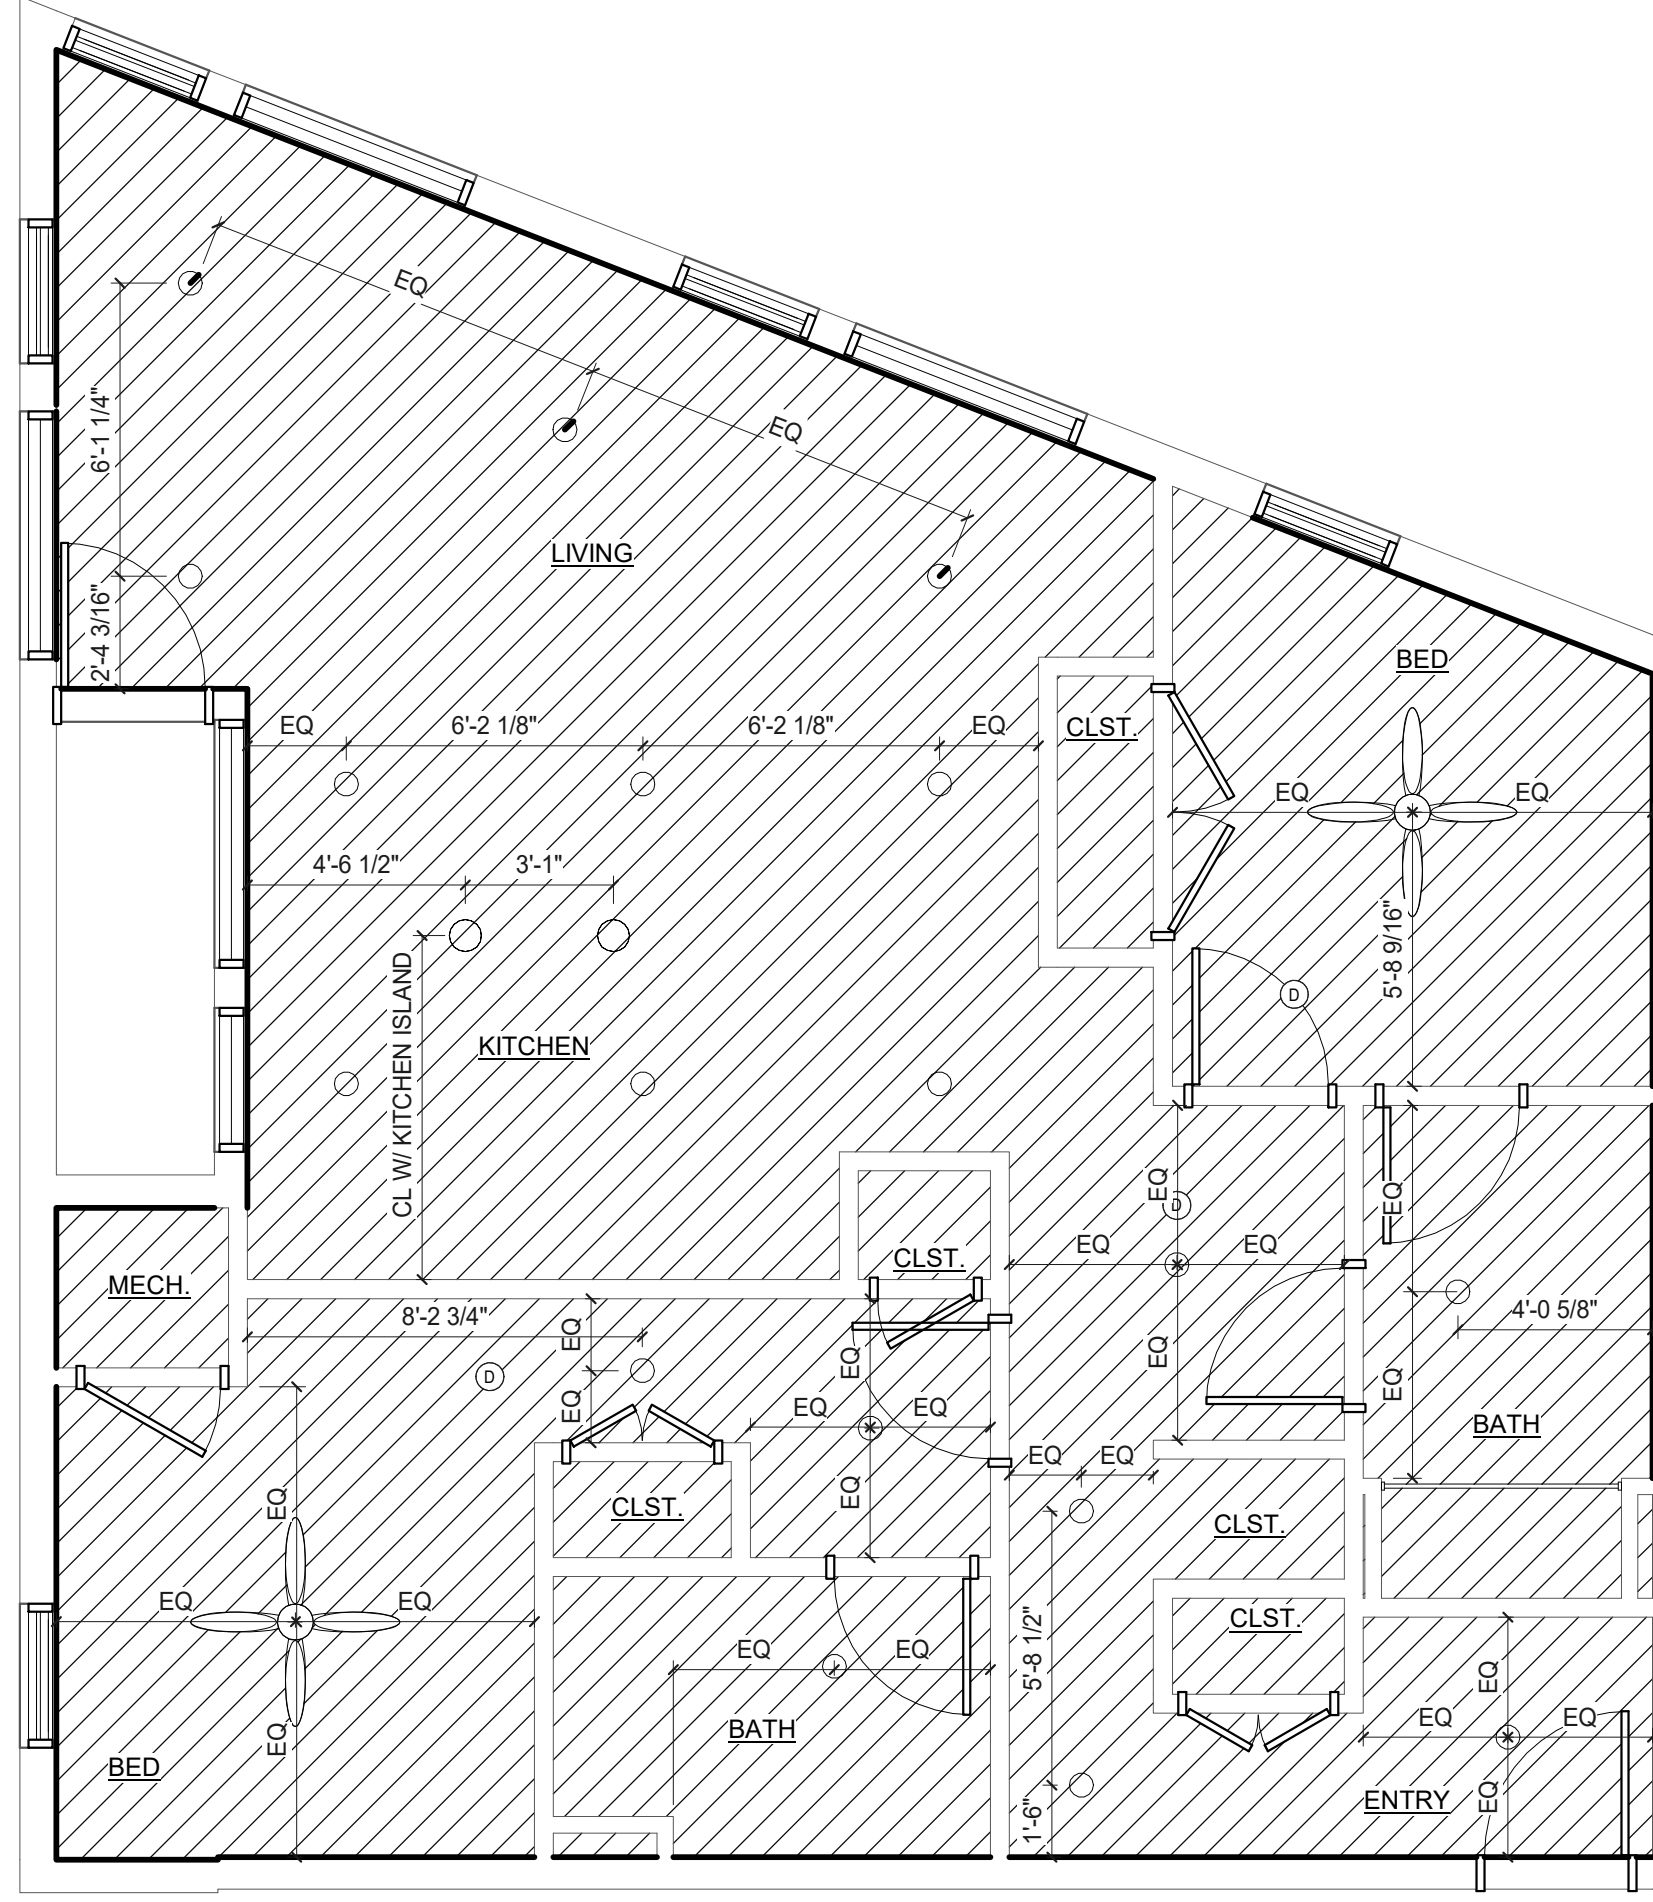 EQ
EQ
6'-1 1/4"
LIVING
2'-4 3/16"
BED
EQ
6'-2 1/8"
6'-2 1/8"
EQ
CLST.
EQ
EQ
4'-6 1/2"
3'-1"
5'-8 9/16"
D
CL W/ KITCHEN ISLAND
KITCHEN
EQ
D
EQ
EQ
EQ
CLST.
MECH.
8'-2 3/4"
EQ
4'-0 5/8"
EQ
EQ
EQ
D
EQ
EQ
EQ
EQ
BATH
EQ
EQ
EQ
EQ
CLST.
CLST.
EQ
EQ
CLST.
5'-8 1/2"
EQ
EQ
EQ
EQ
EQ
BATH
EQ
BED
EQ
ENTRY
1'-6"